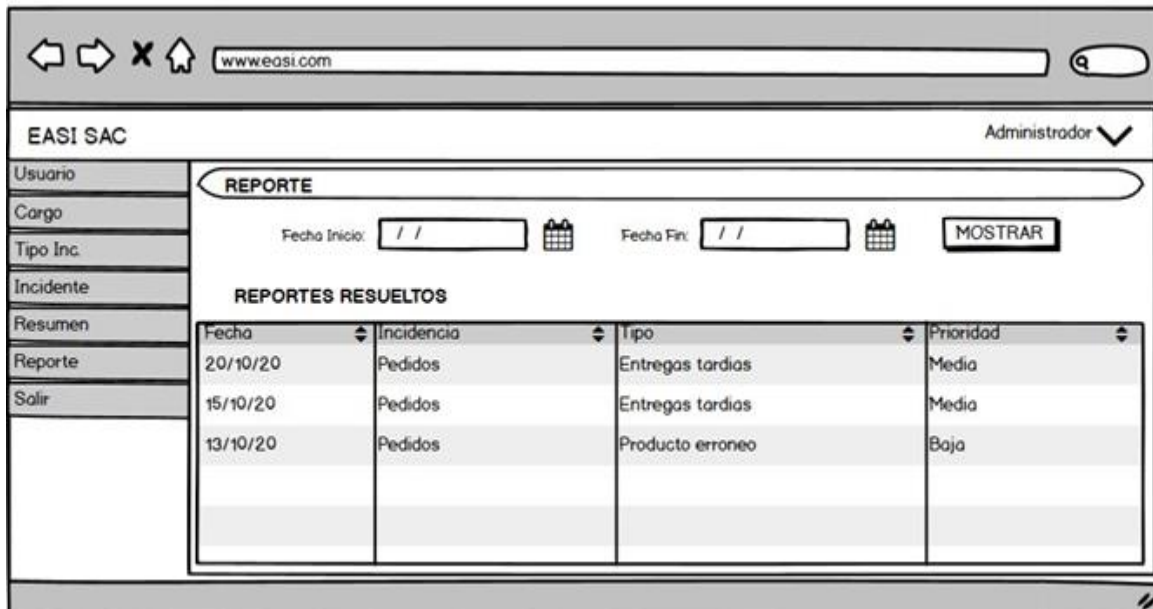 www.easi.com
EASI SAC
Administrador
Usuario
Cargo
Tipo Inc.
Incidente
Resumen
Reporte
Salir
REPORTE
Fecha Inicio: / / Fecha Fin: / / MOSTRAR
REPORTES RESUELTOS
Fecha Incidencia Tipo Prioridad
20/10/20 Pedidos Entregas tardias Media
15/10/20 Pedidos Entregas tardias Media
13/10/20 Pedidos Producto erroneo Baja